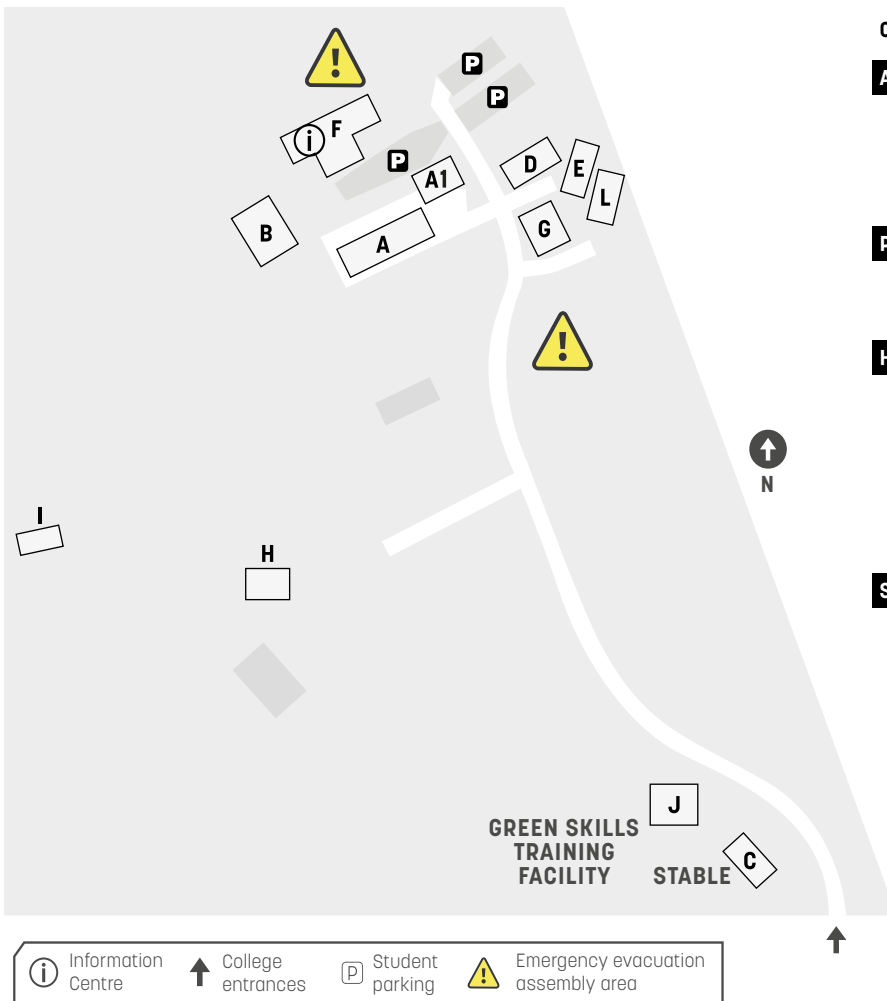 P
P
F
i
P
D
E
A1
L
B
A
G
N
I
H
J
GREEN SKILLS
TRAINING
FACILITY
STABLE
C
i
Information
Centre
College
entrances
P
Student
parking
Emergency evacuation
assembly area